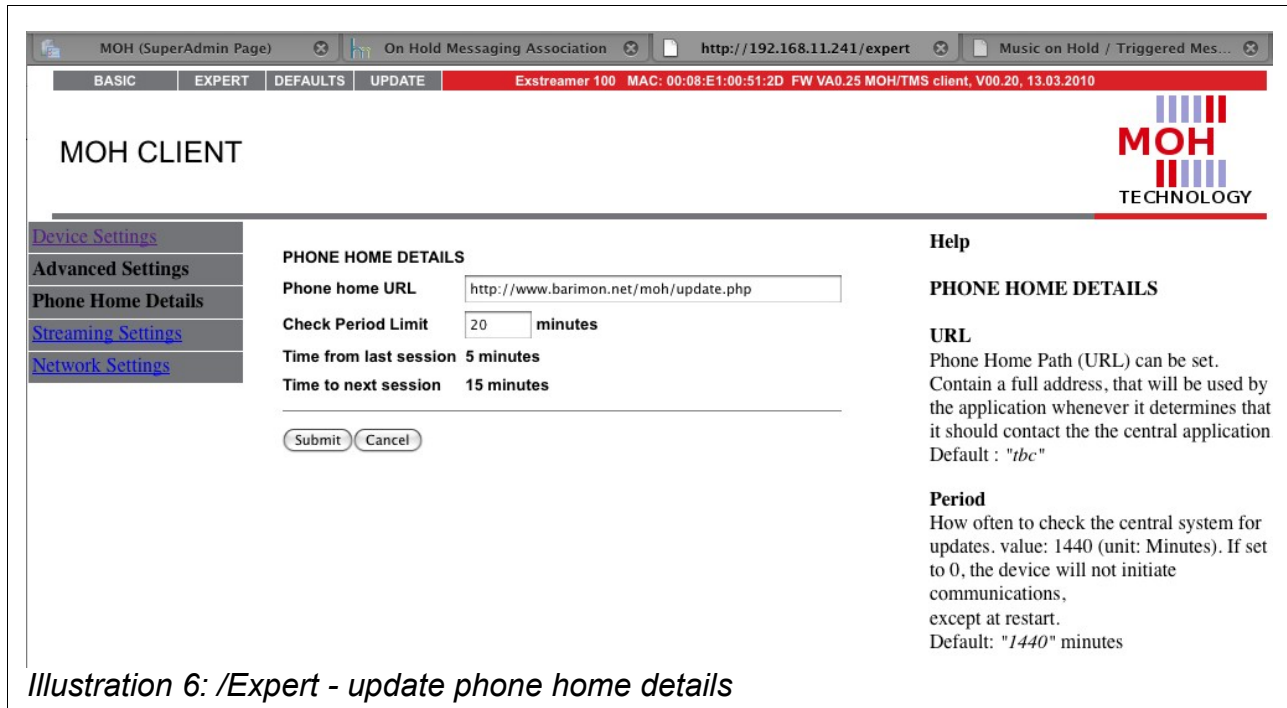 MOH (SuperAdmin Page)
On Hold Messaging Association
http://192.168.11.241/expert
Music on Hold / Triggered Mes...
BASIC
EXPERT
DEFAULTS
UPDATE
Exstreamer 100 MAC: 00:08:E1:00:51:2D FW VA0.25 MOH/TMS client, V00.20, 13.03.2010
MOH CLIENT
MOH
TECHNOLOGY
Device Settings
Advanced Settings
Phone Home Details
Streaming Settings
Network Settings
PHONE HOME DETAILS
Phone home URL http://www.barimon.net/moh/update.php
Check Period Limit 20 minutes
Time from last session 5 minutes
Time to next session 15 minutes
Submit Cancel
Help
PHONE HOME DETAILS
URL
Phone Home Path (URL) can be set.
Contain a full address, that will be used by
the application whenever it determines that
it should contact the the central application
Default : "tbc"
Period
How often to check the central system for
updates. value: 1440 (unit: Minutes). If set
to 0, the device will not initiate
communications,
except at restart.
Default: "1440" minutes
Illustration 6: /Expert - update phone home details